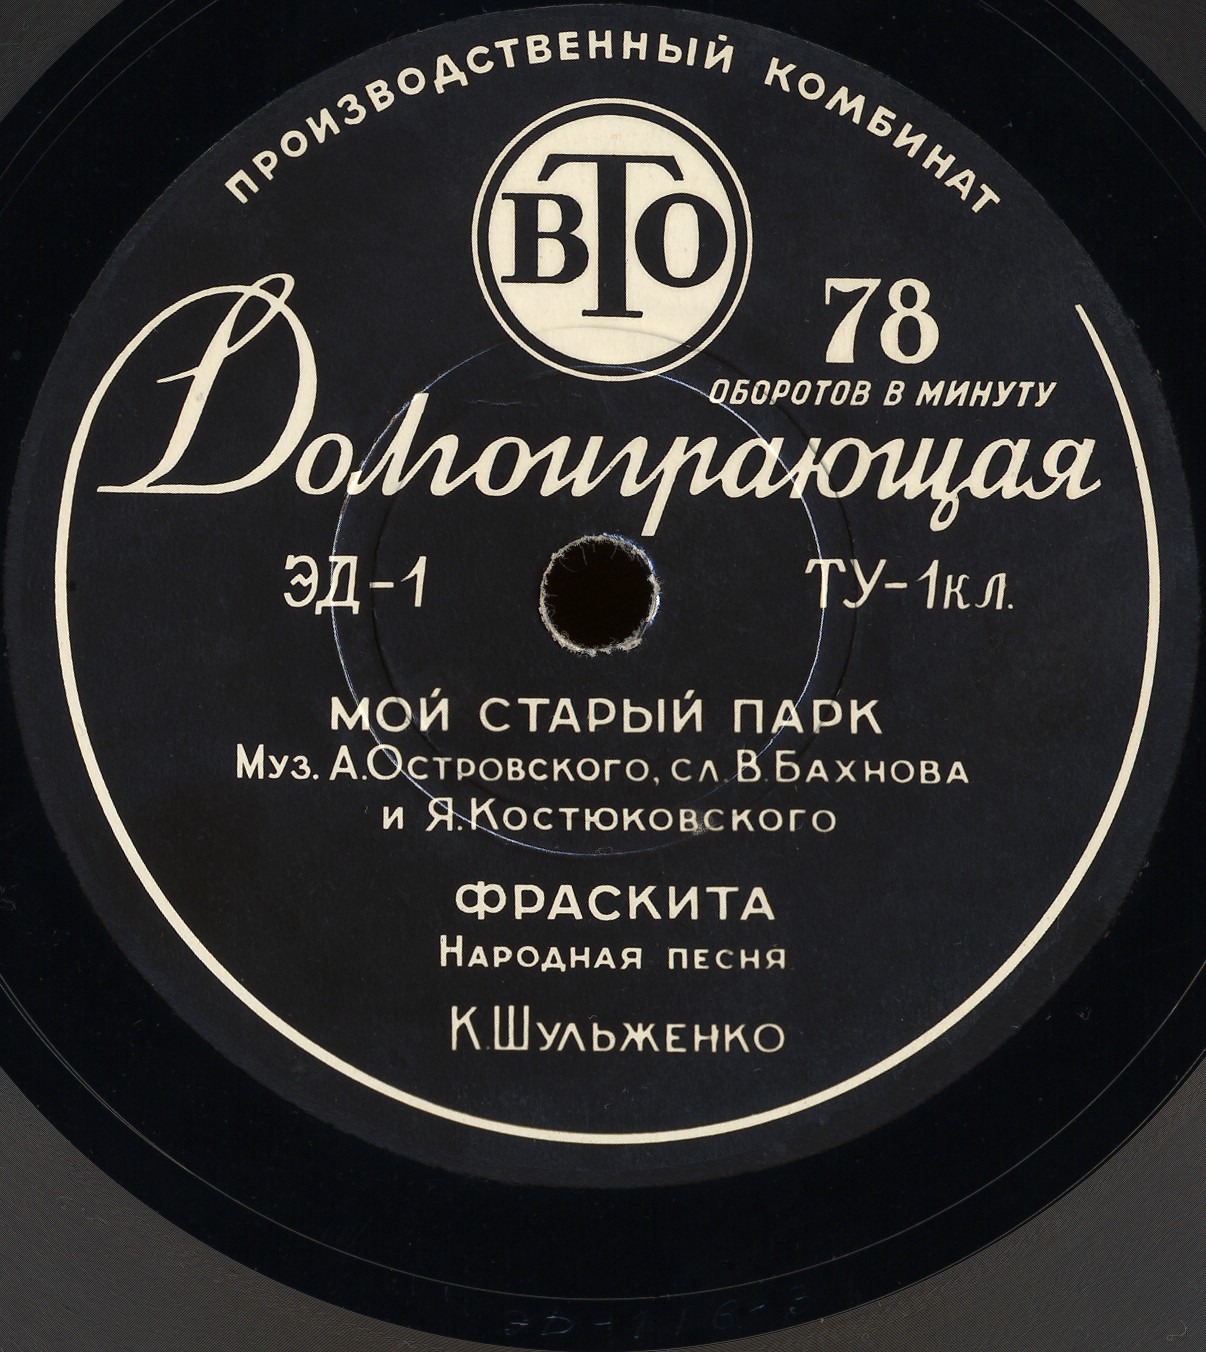 ПРОИЗВОДСТВЕННЫЙ КОМБИНАТ
ВТО
78
ОБОРОТОВ В МИНУТУ
Долгоиграющая
ЭД-1
ТУ-1кл.
МОЙ СТАРЫЙ ПАРК
Муз. А.Островского, сл. В.Бахнова
и Я.Костюковского
ФРАСКИТА
Народная песня
К.Шульженко